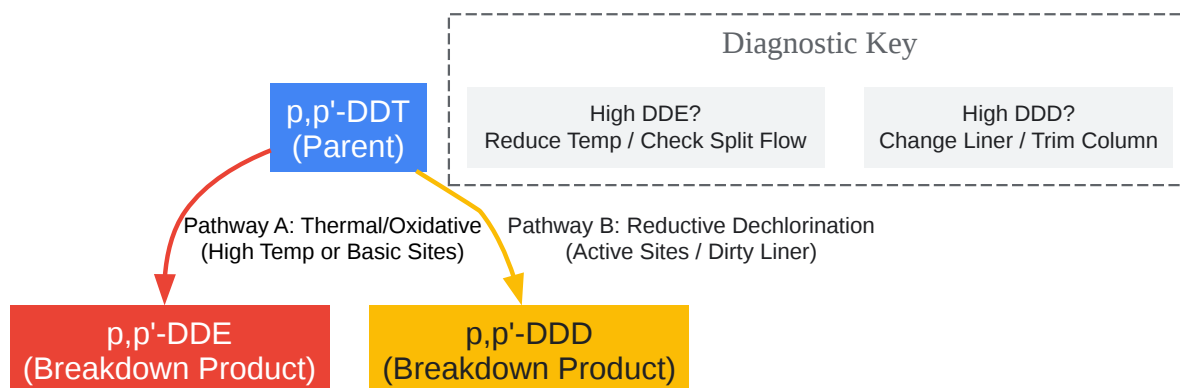 Diagnostic Key
p,p'-DDT
(Parent)
High DDE?
Reduce Temp / Check Split Flow
High DDD?
Change Liner / Trim Column
Pathway A: Thermal/Oxidative
(High Temp or Basic Sites)
Pathway B: Reductive Dechlorination
(Active Sites / Dirty Liner)
p,p'-DDE
(Breakdown Product)
p,p'-DDD
(Breakdown Product)